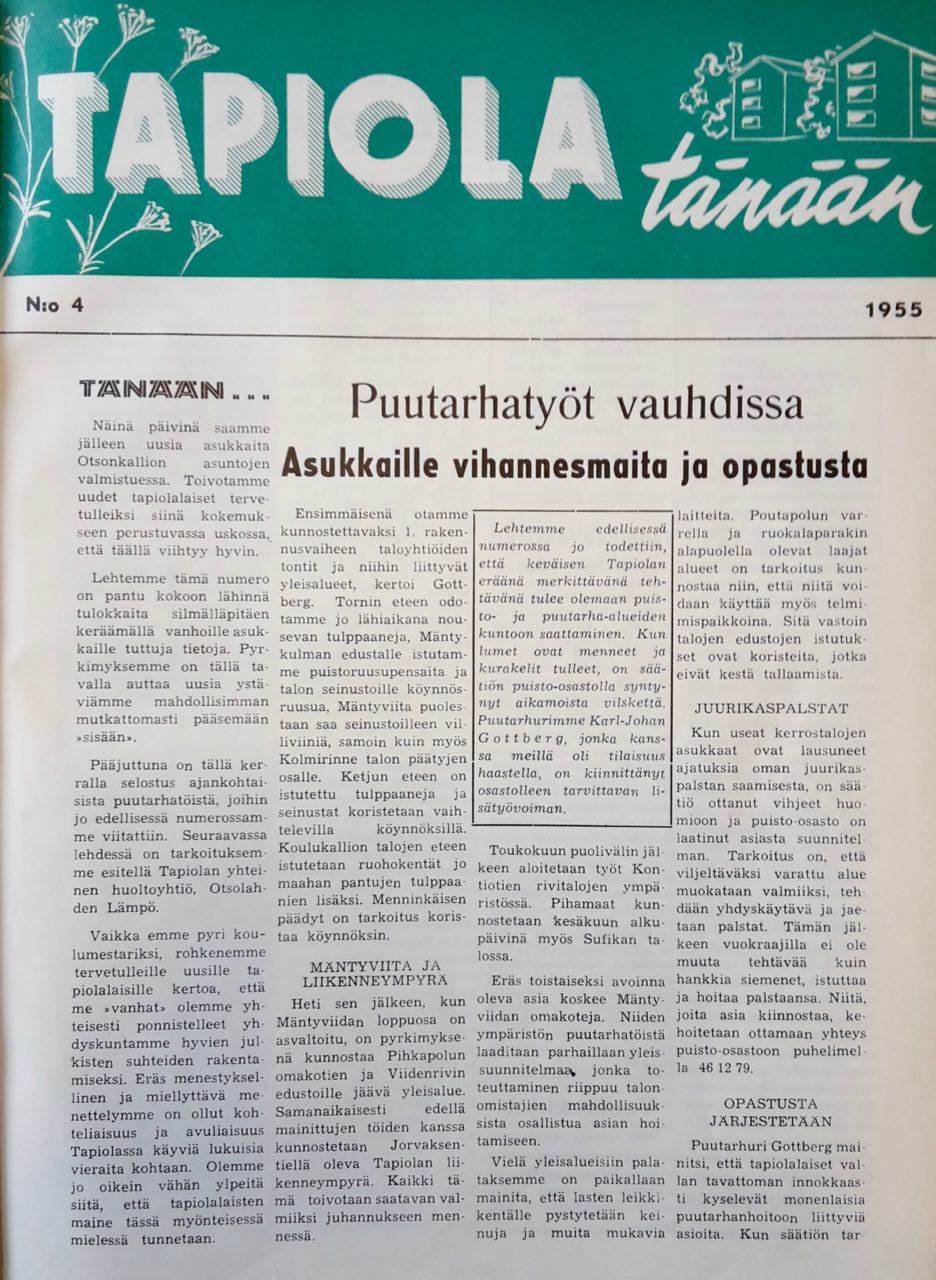 TAPIOLA
tänään
N:o 4
1955
TÄNÄÄN...
Näinä päivinä saamme
jälleen uusia asukkaita
Otsonkallion asuntojen
valmistuessa. Toivotamme
uudet tapiolalaiset terve-
tulleiksi siinä kokemuk-
seen perustuvassa uskossa,
että täällä viihtyy hyvin.
Lehtemme tämä numero
on pantu kokoon lähinnä
tulokkaita silmälläpitäen
keräämällä vanhoille asuk-
kaille tuttuja tietoja. Pyr-
kimyksemme on tällä ta-
valla auttaa uusia ystä-
viämme mahdollisimman
mutkattomasti pääsemään
»sisään».
Pääjuttuna on tällä ker-
ralla selostus ajankohtai-
sista puutarhatöistä, joihin
jo edellisessä numerossam-
me viitattiin. Seuraavassa
lehdessä on tarkoituksem-
me esitellä Tapiolan yhtei-
nen huoltoyhtiö, Otsolah-
den Lämpö.
Vaikka emme pyri kou-
lumestariksi, rohkenemme
tervetulleille uusille ta-
piolalaisille kertoa, että
me »vanhat» olemme yh-
teisesti ponnistelleet yh-
dyskuntamme hyvien jul-
kisten suhteiden rakenta-
miseksi. Eräs menestyksel-
linen ja miellyttävä me-
nettelymme on ollut koh-
teliaisuus ja avuliaisuus
Tapiolassa käyviä lukuisia
vieraita kohtaan. Olemme
jo oikein vähän ylpeitä
siitä, että tapiolalaisten
maine tässä myönteisessä
mielessä tunnetaan.
Puutarhatyöt vauhdissa
Asukkaille vihannesmaita ja opastusta
Ensimmäisenä otamme
kunnostettavaksi 1. raken-
nusvaiheen taloyhtiöiden
tontit ja niihin liittyvät
yleisalueet, kertoi Gott-
berg. Tornin eteen odo-
tamme jo lähiaikana nou-
sevan tulppaaneja, Mänty-
kulman edustalle istutam-
me puistoruusupensaita ja
talon seinustoille köynnös-
ruusua, Mäntyviita puoles-
taan saa seinustoilleen vil-
liviiniä, samoin kuin myös
Kolmirinne talon päätyjen
osalle. Ketjun eteen on
istutettu tulppaaneja ja
seinustat koristetaan vaih-
televilla köynnöksillä.
Koulukallion talojen eteen
istutetaan ruohokentät jo
maahan pantujen tulppaa-
nien lisäksi. Menninkäisen
päädyt on tarkoitus koris-
taa köynnöksin.
MÄNTYVIITA JA
LIIKENNEYMPYRÄ
Heti sen jälkeen, kun
Mäntyviidan loppuosa on
asvaltoitu, on pyrkimykse-
nä kunnostaa Pihkapolun
omakotien ja Viidenrivin
edustoille jäävä yleisalue.
Samanaikaisesti edellä
mainittujen töiden kanssa
kunnostetaan Jorvaksen-
tiellä oleva Tapiolan lii-
kenneympyrä. Kaikki tä-
mä toivotaan saatavan val-
miiksi juhannukseen men-
nessä.
Lehtemme edellisessä
numerossa jo todettiin,
että keväisen Tapiolan
eräänä merkittävänä teh-
tävänä tulee olemaan puis-
to- ja puutarha-alueiden
kuntoon saattaminen. Kun
lumet ovat menneet ja
kurakelit tulleet, on sää-
tiön puisto-osastolla synty-
nyt aikamoista vilskettä.
Puutarhurimme Karl-Johan
Gottberg, jonka kans-
sa meillä oli tilaisuus
haastella, on kiinnittänyt
osastolleen tarvittavan li-
sätyövoiman.
Toukokuun puolivälin jäl-
keen aloitetaan työt Kon-
tiotien rivitalojen ympä-
ristössä. Pihamaat kun-
nostetaan kesäkuun alku-
päivinä myös Sufikan ta-
lossa.
Eräs toistaiseksi avoinna
oleva asia koskee Mänty-
viidan omakoteja. Niiden
ympäristön puutarhatöistä
laaditaan parhaillaan yleis-
suunnitelmaa, jonka to-
teuttaminen riippuu talon-
omistajien mahdollisuuk-
sista osallistua asian hoi-
tamiseen.
Vielä yleisalueisiin pala-
taksemme on paikallaan
mainita, että lasten leikki-
kentälle pystytetään kei-
nuja ja muita mukavia
laitteita. Poutapolun var-
rella ja ruokalaparakin
alapuolella olevat laajat
alueet on tarkoitus kun-
nostaa niin, että niitä voi-
daan käyttää myös telmi-
mispaikkoina. Sitä vastoin
talojen edustojen istutuk-
set ovat koristeita, jotka
eivät kestä tallaamista.
JUURIKASPALSTAT
Kun useat kerrostalojen
asukkaat ovat lausuneet
ajatuksia oman juurikas-
palstan saamisesta, on sää-
tiö ottanut vihjeet huo-
mioon ja puisto-osasto on
laatinut asiasta suunnitel-
man. Tarkoitus on, että
viljeltäväksi varattu alue
muokataan valmiiksi, teh-
dään yhdyskäytävä ja jae-
taan palstat. Tämän jäl-
keen vuokraajilla ei ole
muuta tehtävää kuin
hankkia siemenet, istuttaa
ja hoitaa palstaansa. Niitä,
joita asia kiinnostaa, ke-
hoitetaan ottamaan yhteys
puisto-osastoon puhelimel-
la 46 12 79.
OPASTUSTA
JÄRJESTETÄÄN
Puutarhuri Gottberg mai-
nitsi, että tapiolalaiset val-
lan tavattoman innokkaas-
ti kyselevät monenlaisia
puutarhanhoitoon liittyviä
asioita. Kun säätiön tar